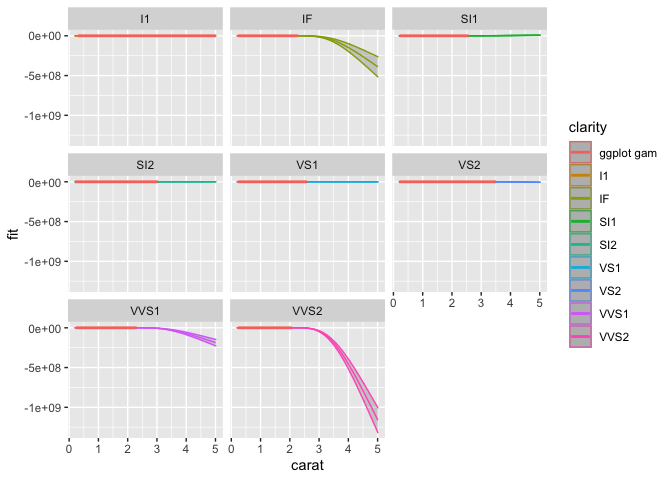 I1 IF SI1
0e+00
-5e+08
-1e+09
SI2 VS1 VS2
0e+00
-5e+08
-1e+09
0 1 2 3 4 5
VVS1 VVS2
0e+00
-5e+08
-1e+09
0 1 2 3 4 5 0 1 2 3 4 5
carat
fit
clarity
ggplot gam
I1
IF
SI1
SI2
VS1
VS2
VVS1
VVS2